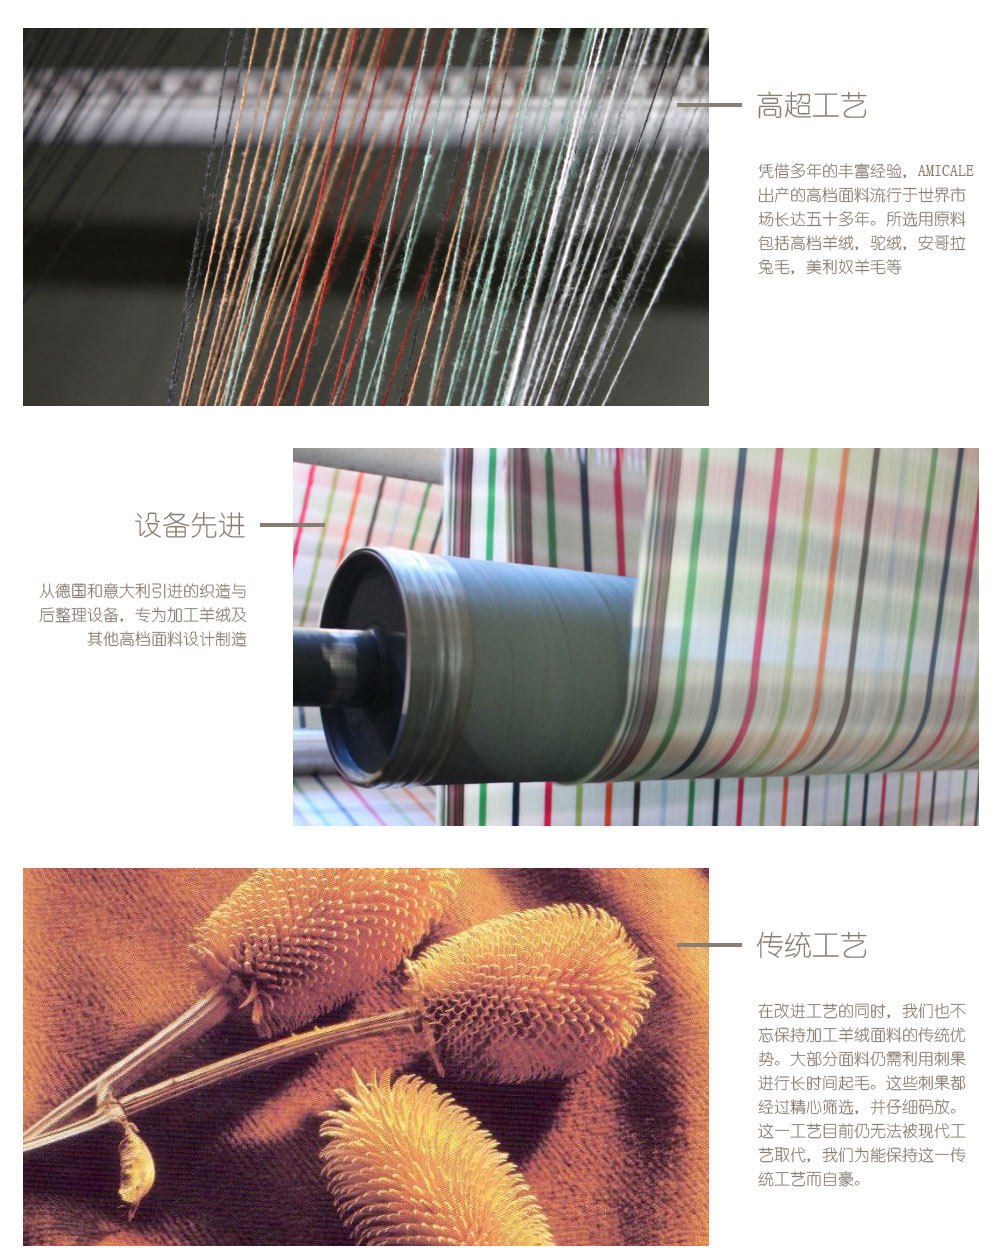 高超工艺
凭借多年的丰富经验，AMICALE
出产的高档面料流行于世界市
场长达五十多年。所选用原料
包括高档羊绒，驼绒，安哥拉
兔毛，美利奴羊毛等
设备先进
从德国和意大利引进的织造与
后整理设备，专为加工羊绒及
其他高档面料设计制造
传统工艺
在改进工艺的同时，我们也不
忘保持加工羊绒面料的传统优
势。大部分面料仍需利用刺果
进行长时间起毛。这些刺果都
经过精心筛选，并仔细码放。
这一工艺目前仍无法被现代工
艺取代，我们为能保持这一传
统工艺而自豪。